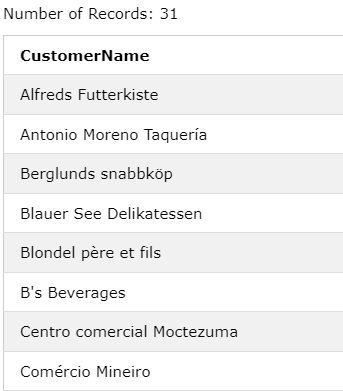 Number of Records: 31
CustomerName
Alfreds Futterkiste
Antonio Moreno Taquería
Berglunds snabbköp
Blauer See Delikatessen
Blondel père et fils
B's Beverages
Centro comercial Moctezuma
Comércio Mineiro